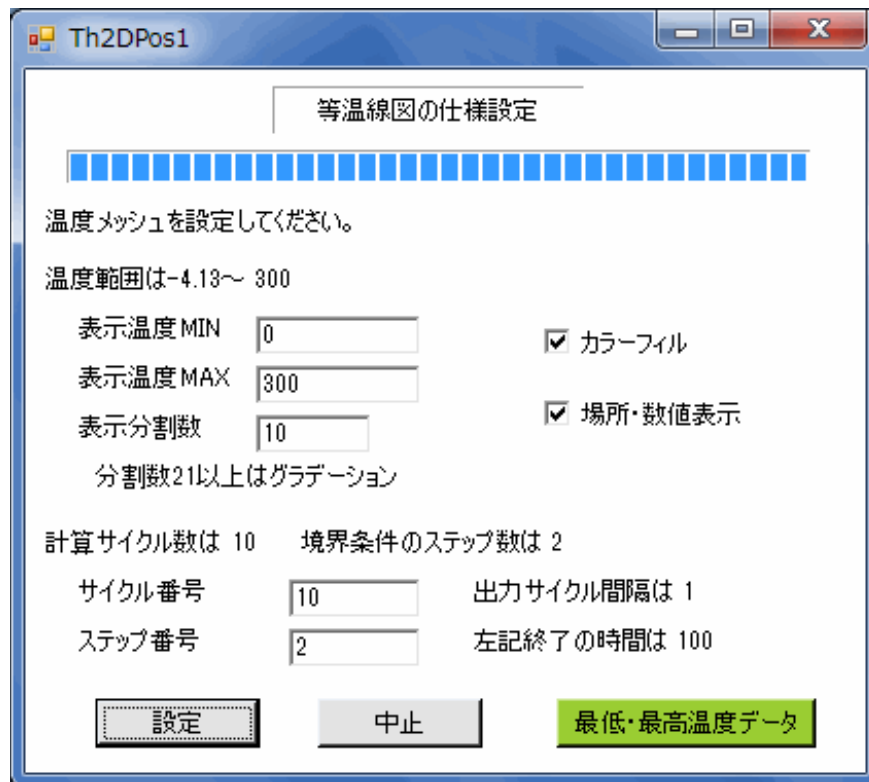 Th2DPos1
等温線図の仕様設定
温度メッシュを設定してください。
温度範囲は-4.13～ 300
表示温度MIN 0
カラーフィル
表示温度MAX 300
場所・数値表示
表示分割数 10
分割数21以上はグラデーション
計算サイクル数は 10 境界条件のステップ数は 2
サイクル番号 10 出力サイクル間隔は 1
ステップ番号 2 左記終了の時間は 100
設定 中止 最低・最高温度データ